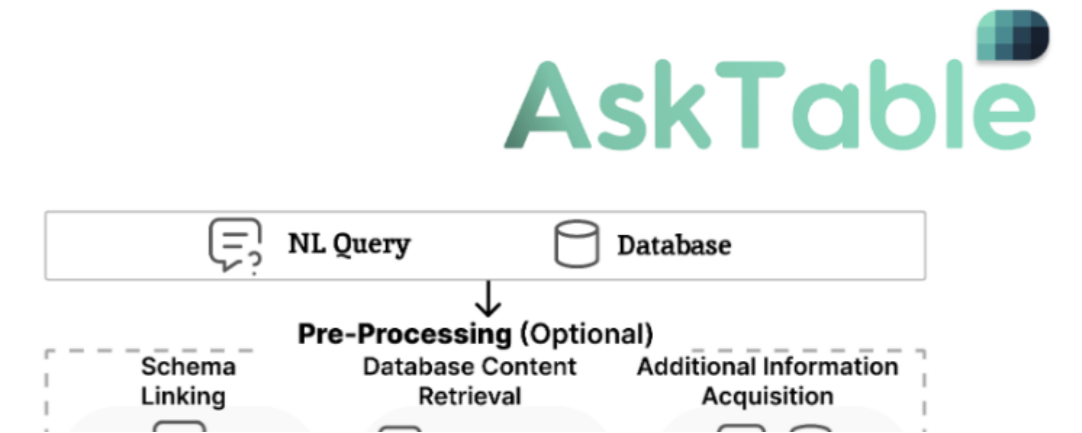 AskTable
NL Query Database
Pre-Processing (Optional)
Schema Linking
Database Content Retrieval
Additional Information Acquisition